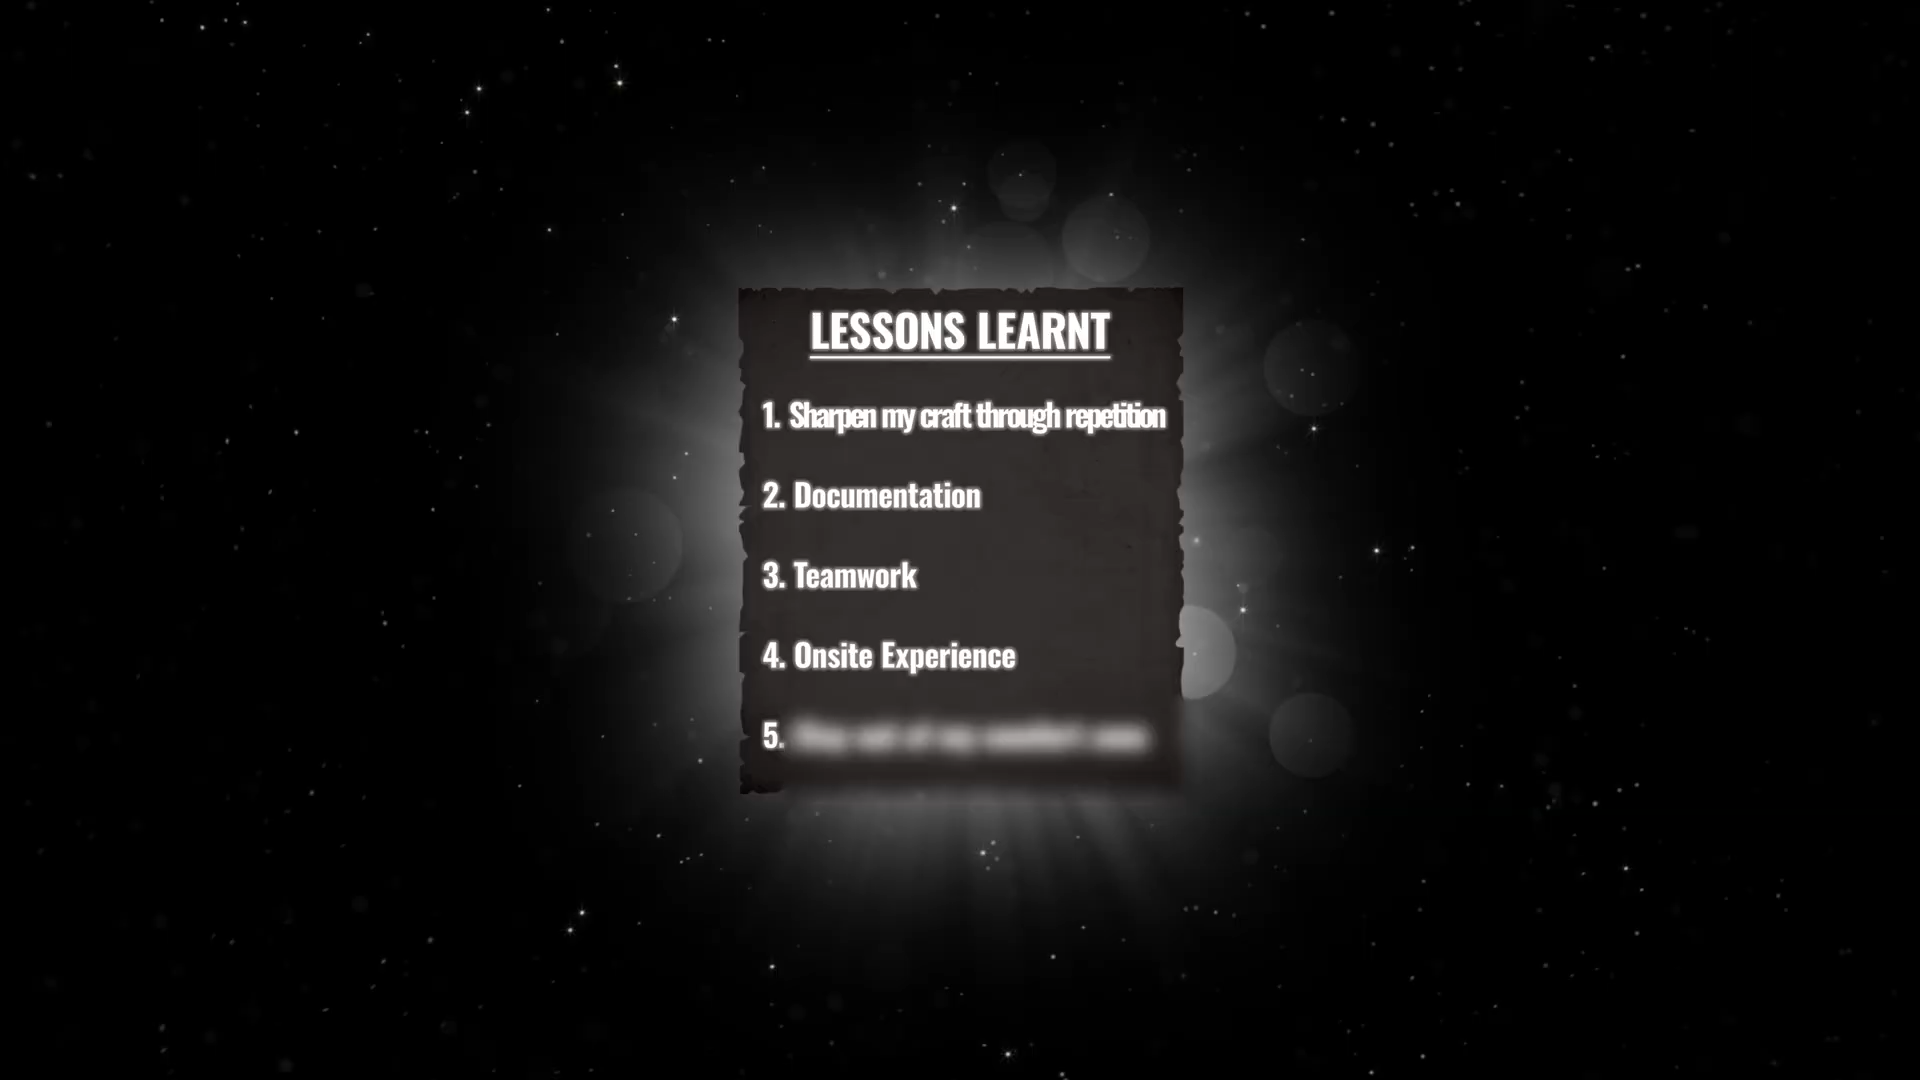 LESSONS LEARNT
1. Sharpen my craft through repetition
2. Documentation
3. Teamwork
4. Onsite Experience
5.